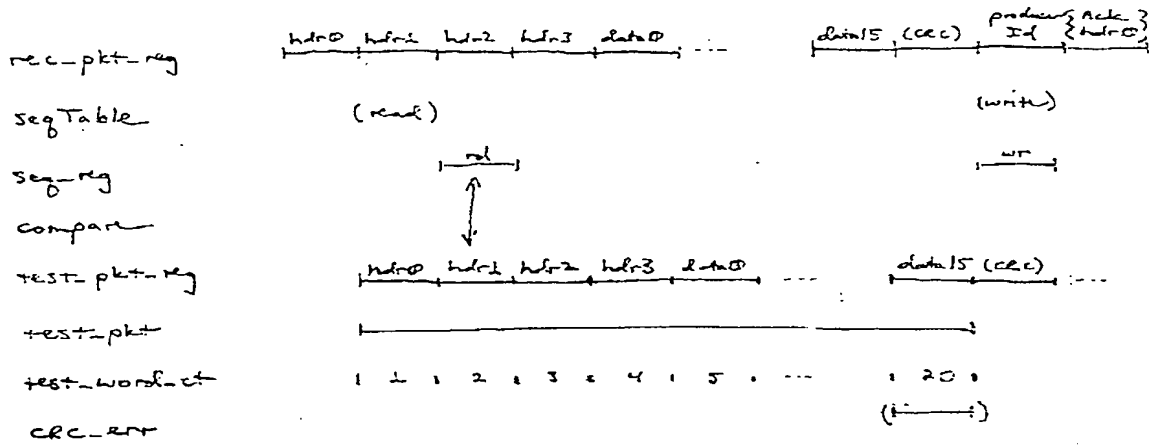 producer { Ack }
hdr0 hdr1 hdr2 hdr3 data0 ... data15 (CRC) Id { hdr0 }
rec_pkt_reg
seqTable (read) (write)
rd wr
seq_reg
compare
hdr0 hdr1 hdr2 hdr3 data0 ... data15 (CRC) ...
test_pkt_reg
test_pkt
test_word_ct 1 2 3 4 5 ... 20
( )
CRC_err